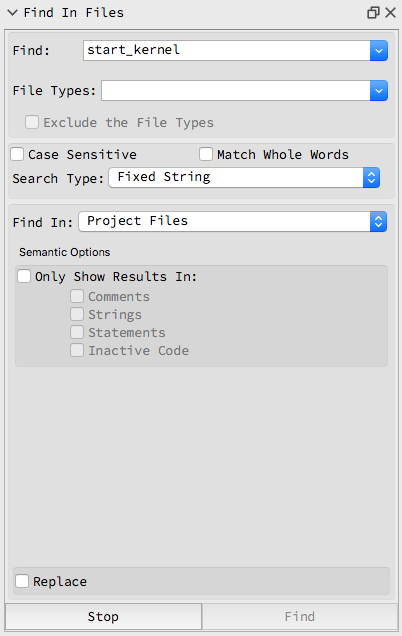 Find In Files
Find: start_kernel
File Types:
Exclude the File Types
Case Sensitive Match Whole Words
Search Type: Fixed String
Find In: Project Files
Semantic Options
Only Show Results In:
Comments
Strings
Statements
Inactive Code
Replace
Stop Find